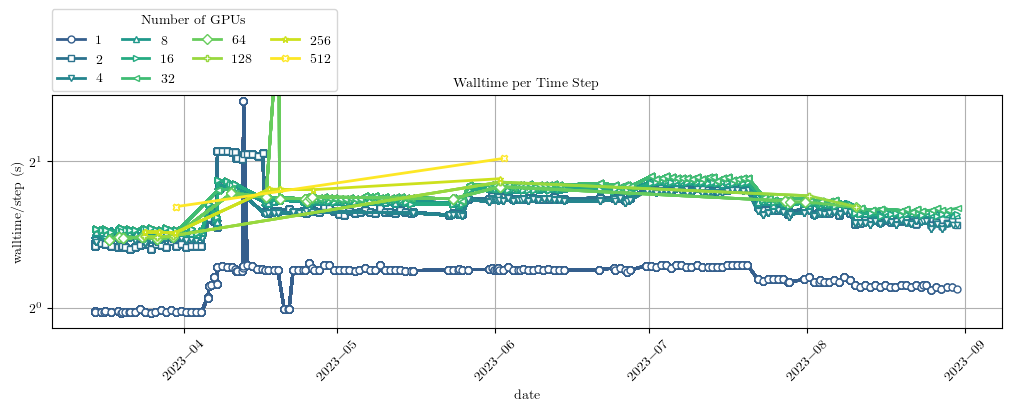 Number of GPUs
1 8 64 256
2 16 128 512
4 32
Walltime per Time Step
walltime/step (s)
2^1
2^0
2023-04 2023-05 2023-06 2023-07 2023-08 2023-09
date